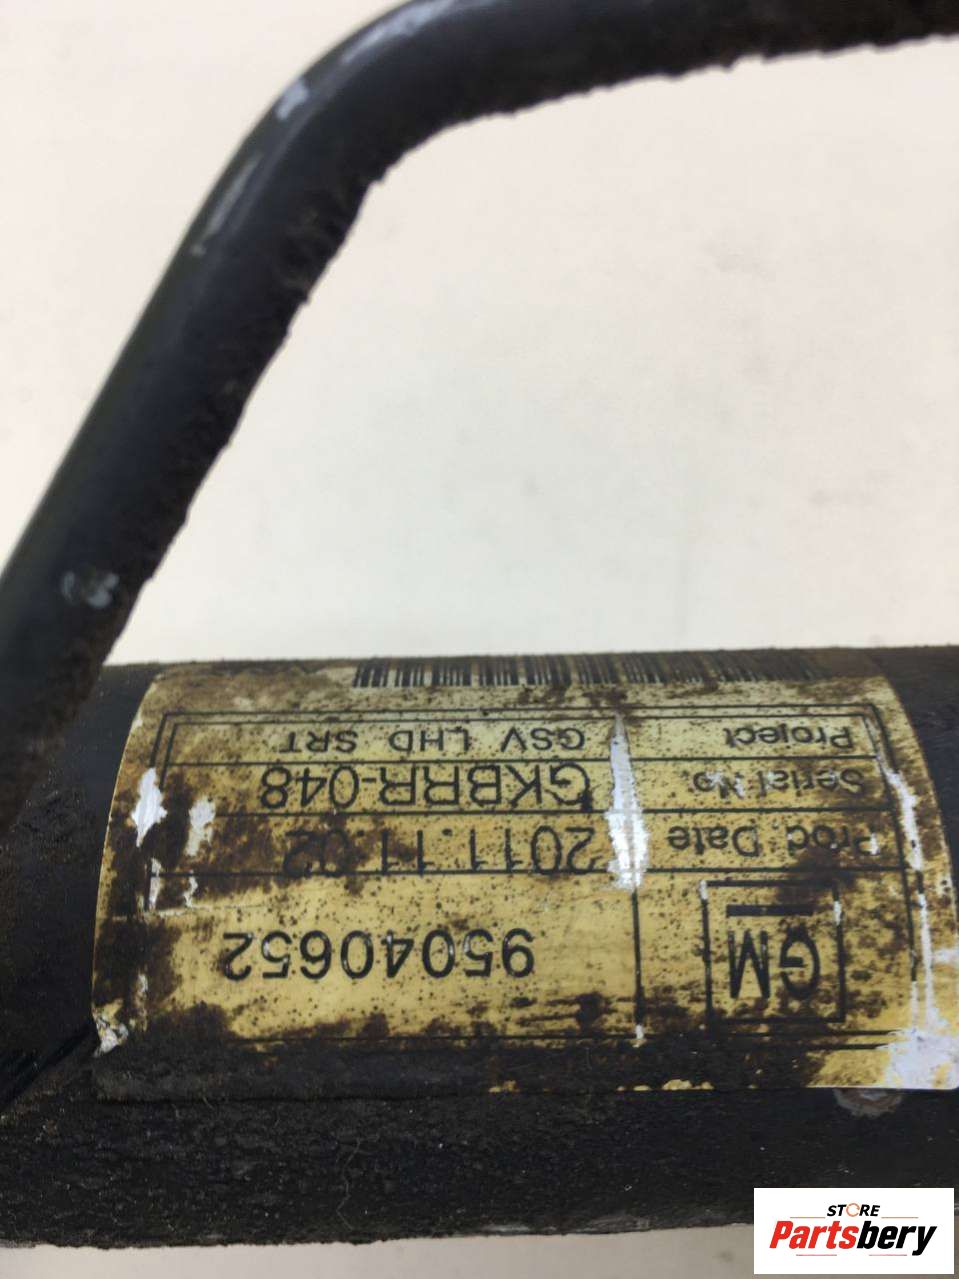 GM 95040652
Prod. Date 2011.11.02
Serial No. GKBRR-048
Project GSV LHD SRT
STORE
Partsbery